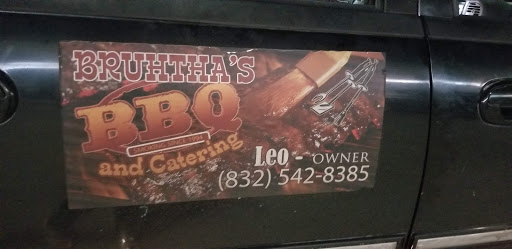 BRUHTHA'S
BBQ
and Catering
Leo - OWNER
(832) 542-8385